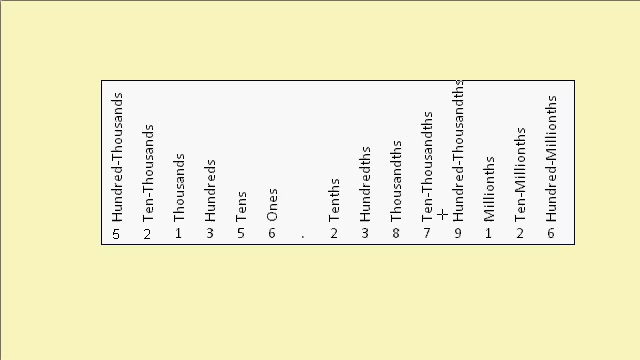 Hundred-Thousands
Ten-Thousands
Thousands
Hundreds
Tens
Ones
Tenths
Hundredths
Thousandths
Ten-Thousandths
Hundred-Thousandths
Millionths
Ten-Millionths
Hundred-Millionths
5 2 1 3 5 6 . 2 3 8 7 9 1 2 6